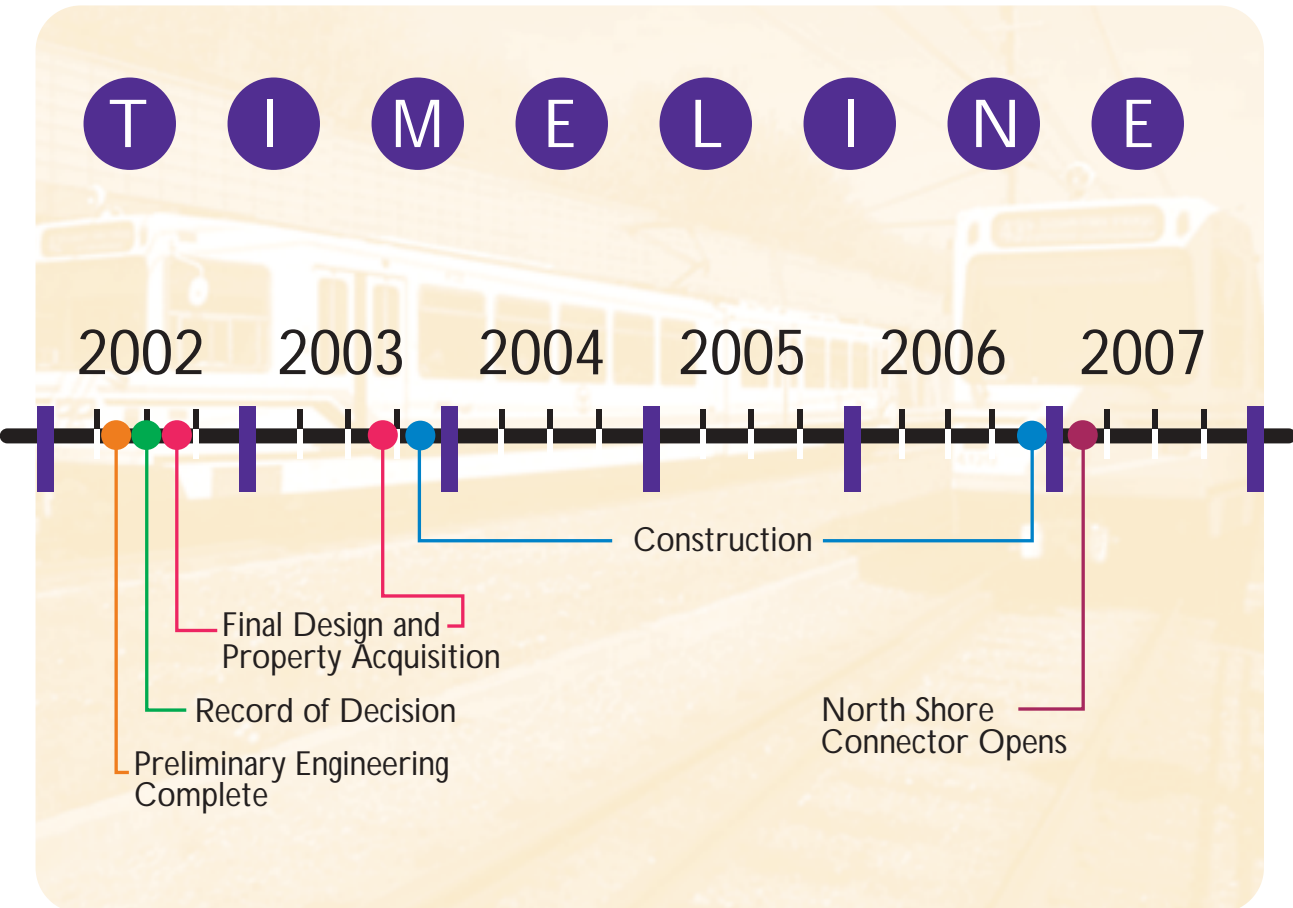 TIMELINE
2002 2003 2004 2005 2006 2007
Construction
Final Design and
Property Acquisition
Record of Decision
North Shore
Connector Opens
Preliminary Engineering
Complete